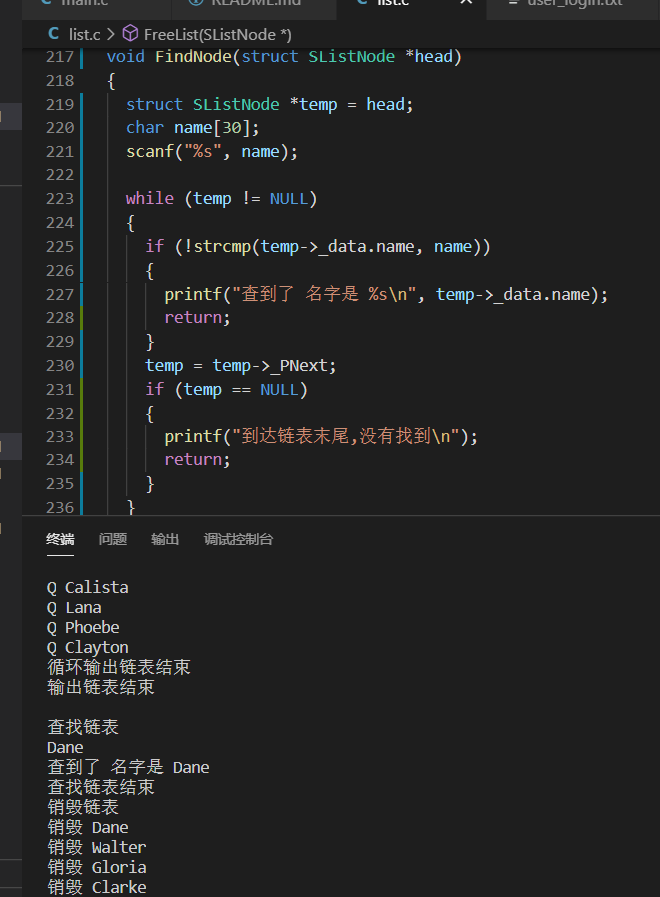 main.c README.md list.c user_login.txt
list.c > FreeList(SListNode *)
217 void FindNode(struct SListNode *head)
218 {
219 struct SListNode *temp = head;
220 char name[30];
221 scanf("%s", name);
222
223 while (temp != NULL)
224 {
225 if (!strcmp(temp->_data.name, name))
226 {
227 printf("查到了 名字是 %s\n", temp->_data.name);
228 return;
229 }
230 temp = temp->_PNext;
231 if (temp == NULL)
232 {
233 printf("到达链表末尾,没有找到\n");
234 return;
235 }
236 }
终端 问题 输出 调试控制台
Q Calista
Q Lana
Q Phoebe
Q Clayton
循环输出链表结束
输出链表结束
查找链表
Dane
查到了 名字是 Dane
查找链表结束
销毁链表
销毁 Dane
销毁 Walter
销毁 Gloria
销毁 Clarke